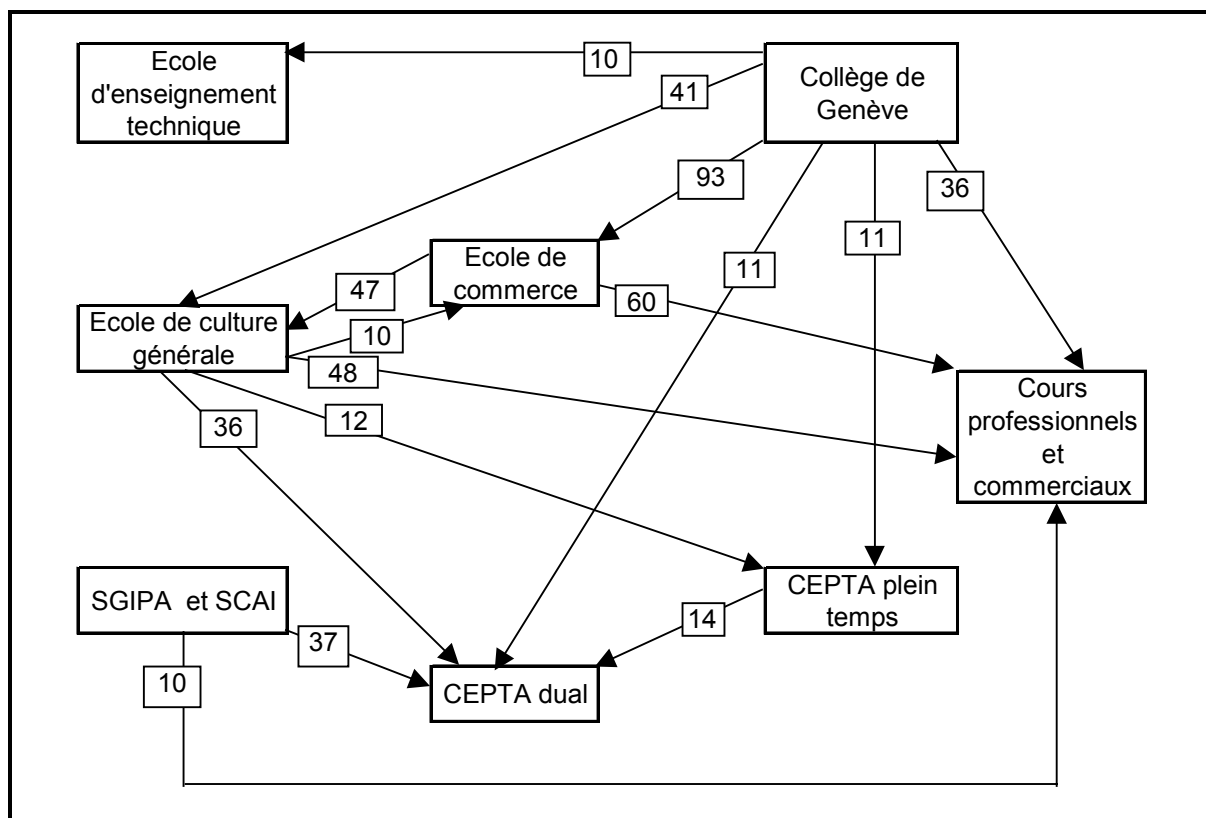 Ecole
d'enseignement
technique
10
Collège de
Genève
41
93
36
11
11
Ecole de
commerce
47
60
Ecole de culture
générale
10
48
12
36
Cours
professionnels
et
commerciaux
SGIPA et SCAI
CEPTA plein
temps
14
37
10
CEPTA dual